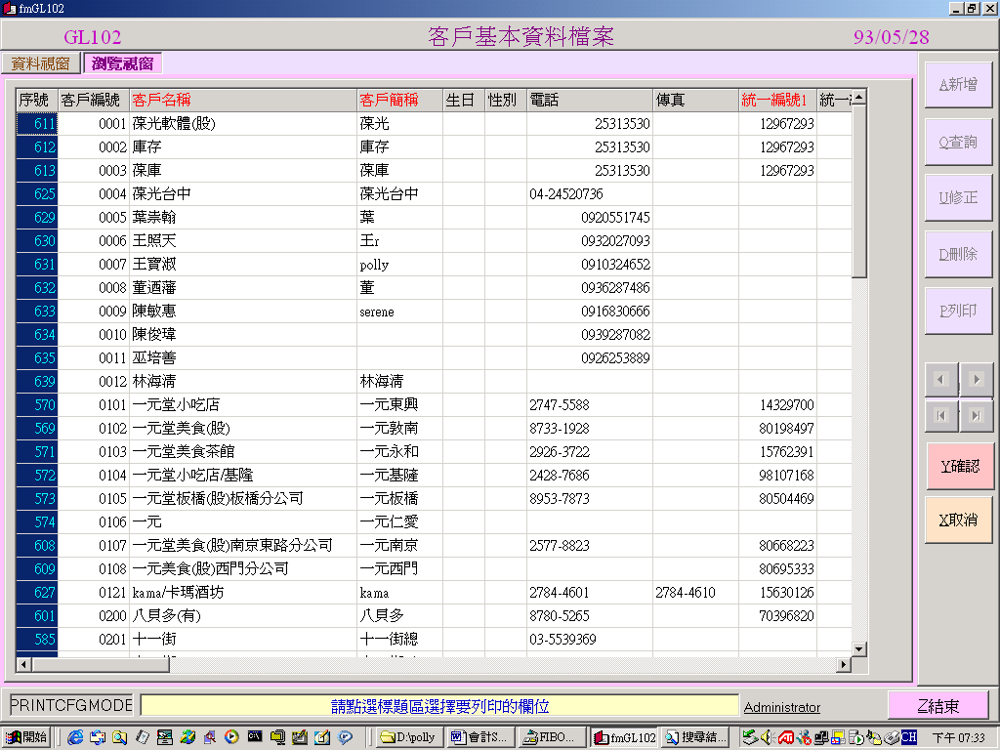 fmGL102
GL102 客戶基本資料檔案 93/05/28
資料視窗 瀏覽視窗
序號 客戶編號 客戶名稱 客戶簡稱 生日 性別 電話 傳真 統一編號1
611 0001 葆光軟體(股) 葆光 25313530 12967293
612 0002 庫存 庫存 25313530 12967293
613 0003 葆庫 葆庫 25313530 12967293
625 0004 葆光台中 葆光台中 04-24520736
629 0005 葉祟翰 葉 0920551745
630 0006 王照天 王r 0932027093
631 0007 王寶淑 polly 0910324652
632 0008 董迺藩 董 0936287486
633 0009 陳敏惠 serene 0916830666
634 0010 陳俊瑋 0939287082
635 0011 巫培善 0926253889
639 0012 林海清 林海清
570 0101 一元堂小吃店 一元東興 2747-5588 14329700
569 0102 一元堂美食(股) 一元敦南 8733-1928 80198497
571 0103 一元堂美食茶館 一元永和 2926-3722 15762391
572 0104 一元堂小吃店/基隆 一元基隆 2428-7686 98107168
573 0105 一元堂板橋(股)板橋分公司 一元板橋 8953-7873 80504469
574 0106 一元 一元仁愛
608 0107 一元堂美食(股)南京東路分公司 一元南京 2577-8823 80668223
609 0108 一元美食(股)西門分公司 一元西門 80695333
627 0121 kama/卡瑪酒坊 kama 2784-4601 2784-4610 15630126
601 0200 八貝多(有) 八貝多 8780-5265 70396820
585 0201 十一街 十一街總 03-5539369
A新增
Q查詢
U修正
D刪除
P列印
Y確認
X取消
PRINTCFGMODE 請點選標題區選擇要列印的欄位 Administrator Z結束
開始 D:\polly 會計S... FIBO... fmGL102 搜尋結... CH 下午 07:33